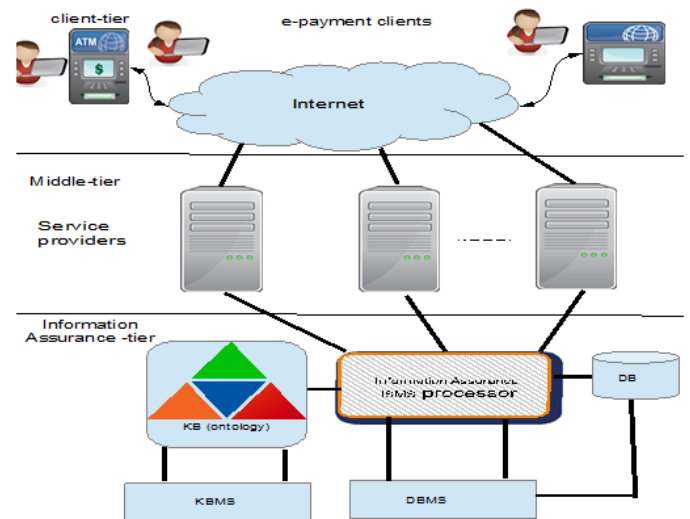 client-tier
e-payment clients
ATM
$
Internet
Middle-tier
Service
providers
Information
Assurance -tier
Information Assurance
ISMS processor
DB
KB (ontology)
KBMS
DBMS